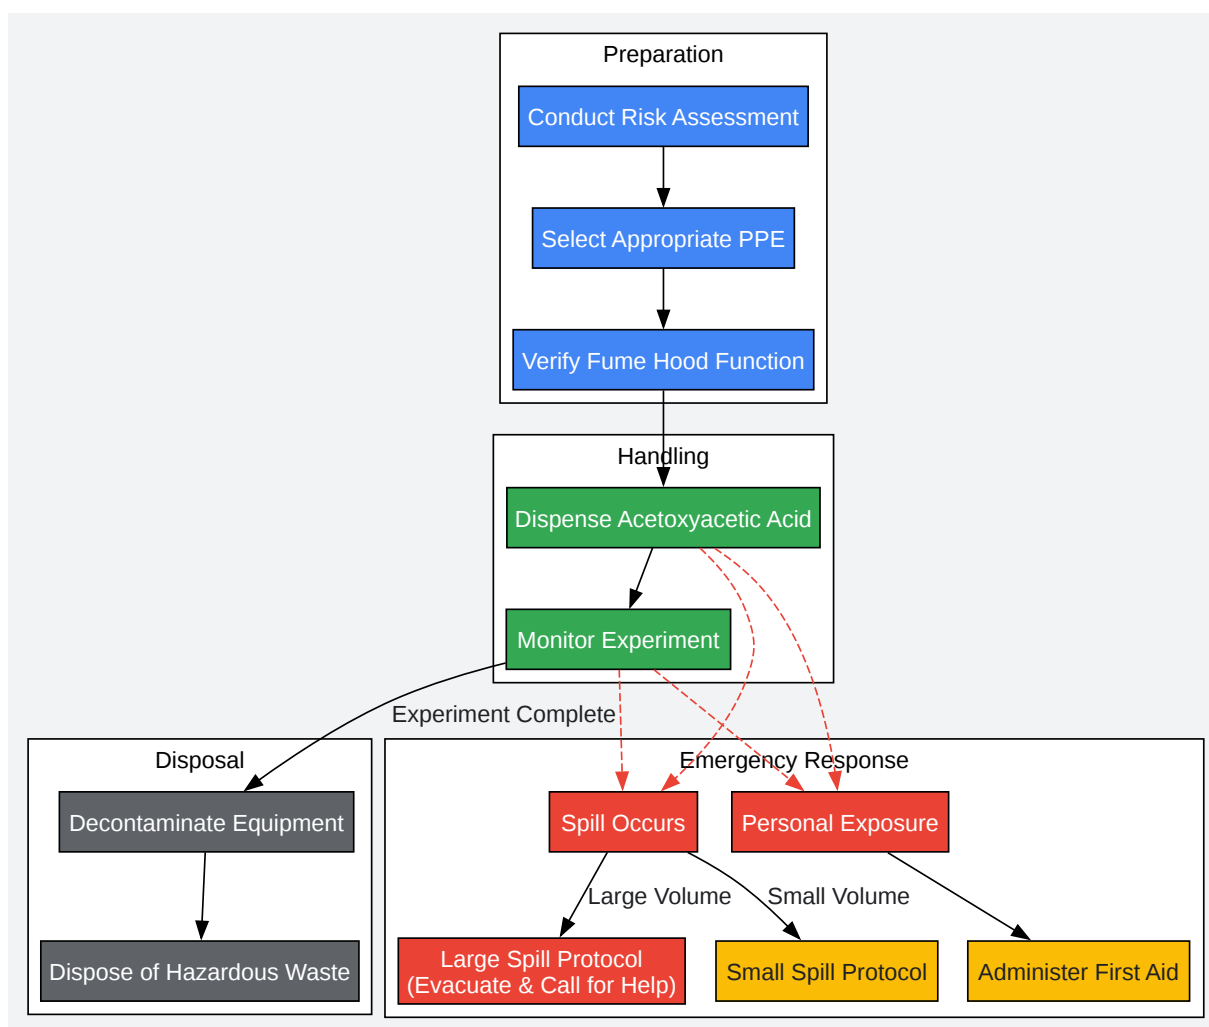 Preparation
Conduct Risk Assessment
Select Appropriate PPE
Verify Fume Hood Function
Handling
Dispense Acetoxyacetic Acid
Monitor Experiment
Experiment Complete
Disposal
Decontaminate Equipment
Dispose of Hazardous Waste
Emergency Response
Spill Occurs
Personal Exposure
Large Volume
Small Volume
Large Spill Protocol
(Evacuate & Call for Help)
Small Spill Protocol
Administer First Aid